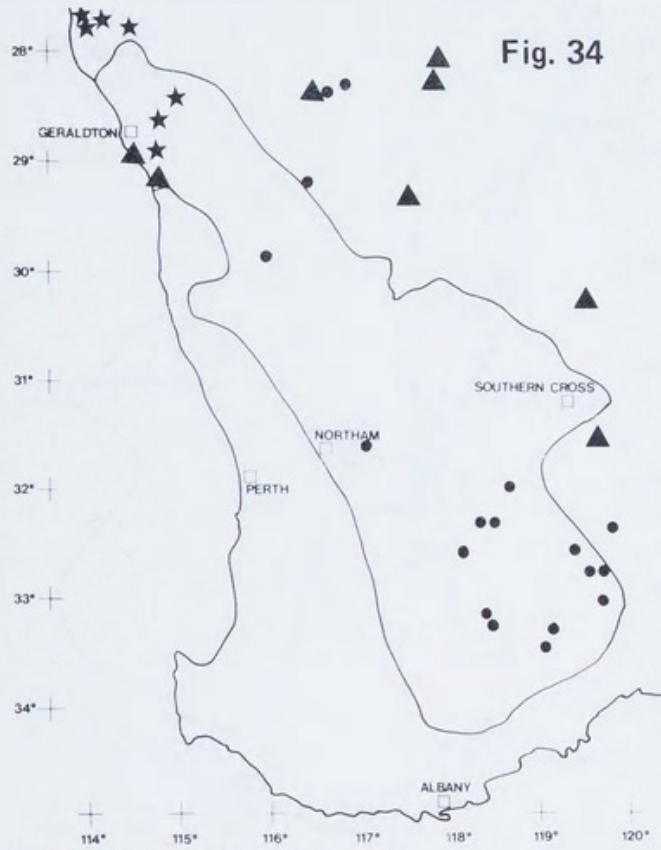 Fig. 34
28°
GERALDTON
29°
30°
31°
SOUTHERN CROSS
NORTHAM
32°
PERTH
33°
34°
ALBANY
114° 115° 116° 117° 118° 119° 120°